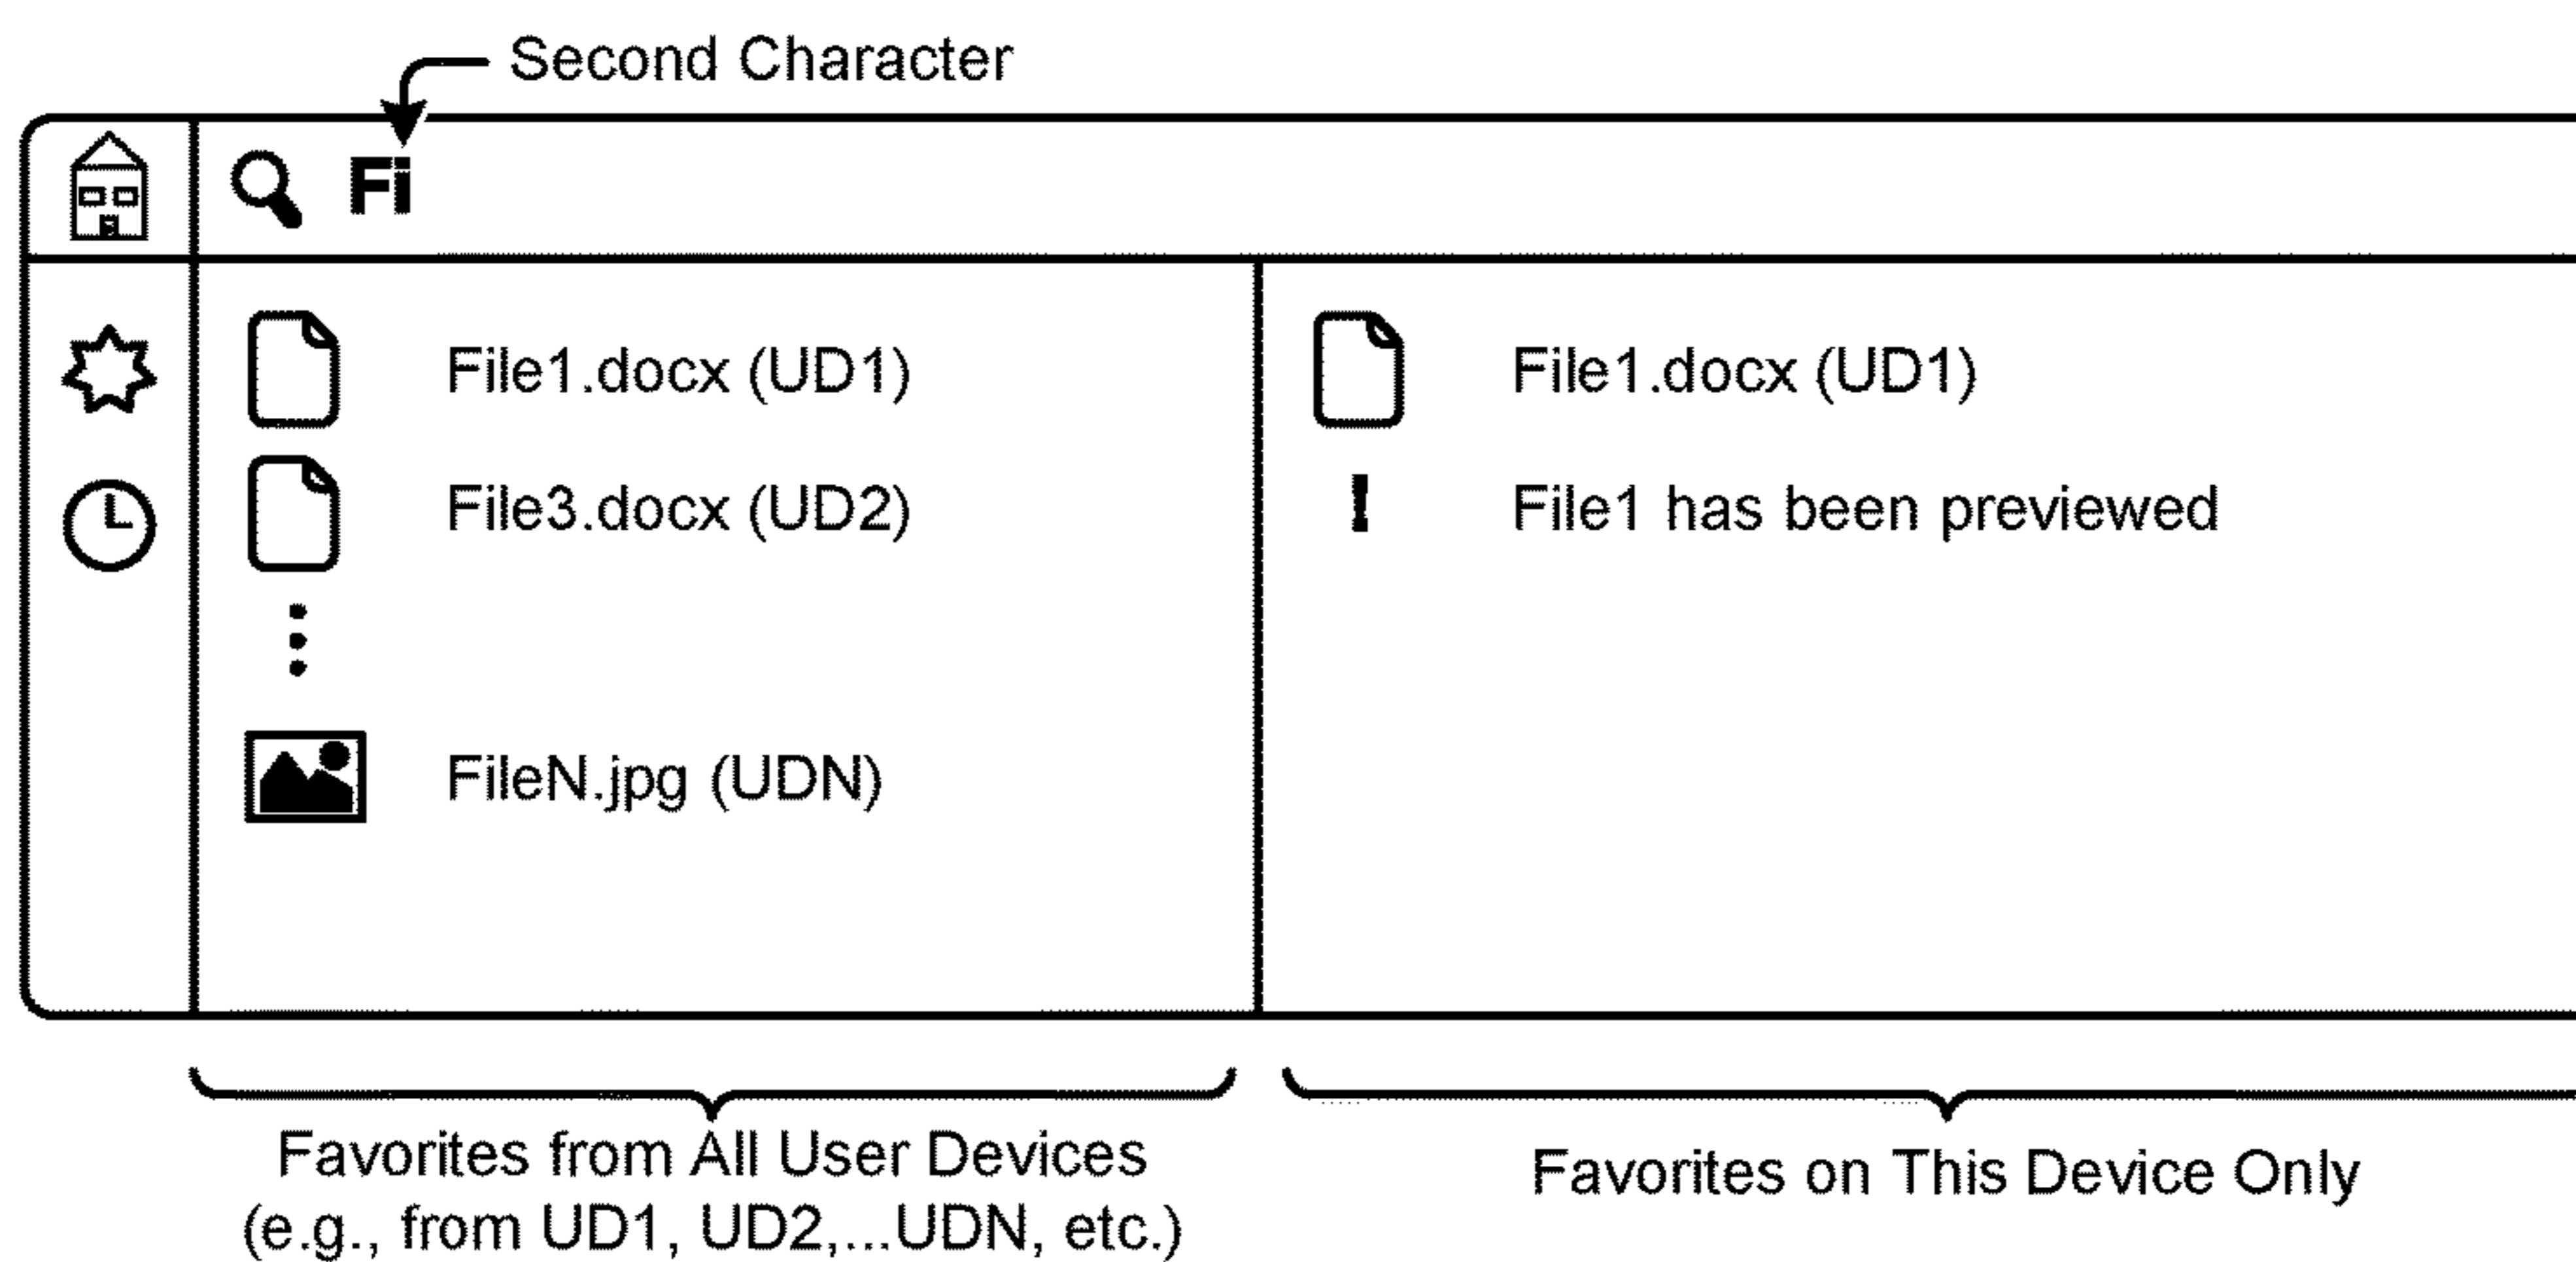 Second Character
Fi
File1.docx (UD1)
File3.docx (UD2)
FileN.jpg (UDN)
File1.docx (UD1)
! File1 has been previewed
Favorites from All User Devices
(e.g., from UD1, UD2,...UDN, etc.)
Favorites on This Device Only